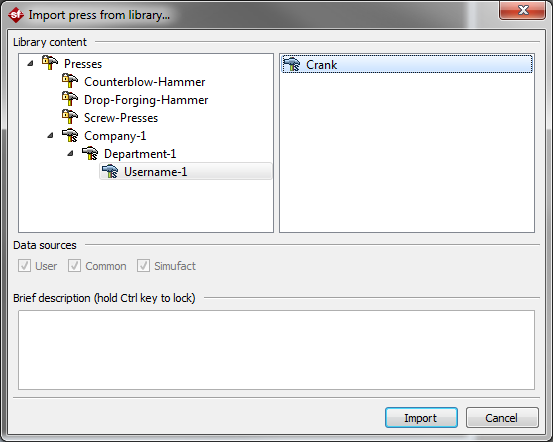 Import press from library...
Library content
Presses
Counterblow-Hammer
Drop-Forging-Hammer
Screw-Presses
Company-1
Department-1
Username-1
Crank
Data sources
User Common Simufact
Brief description (hold Ctrl key to lock)
Import Cancel